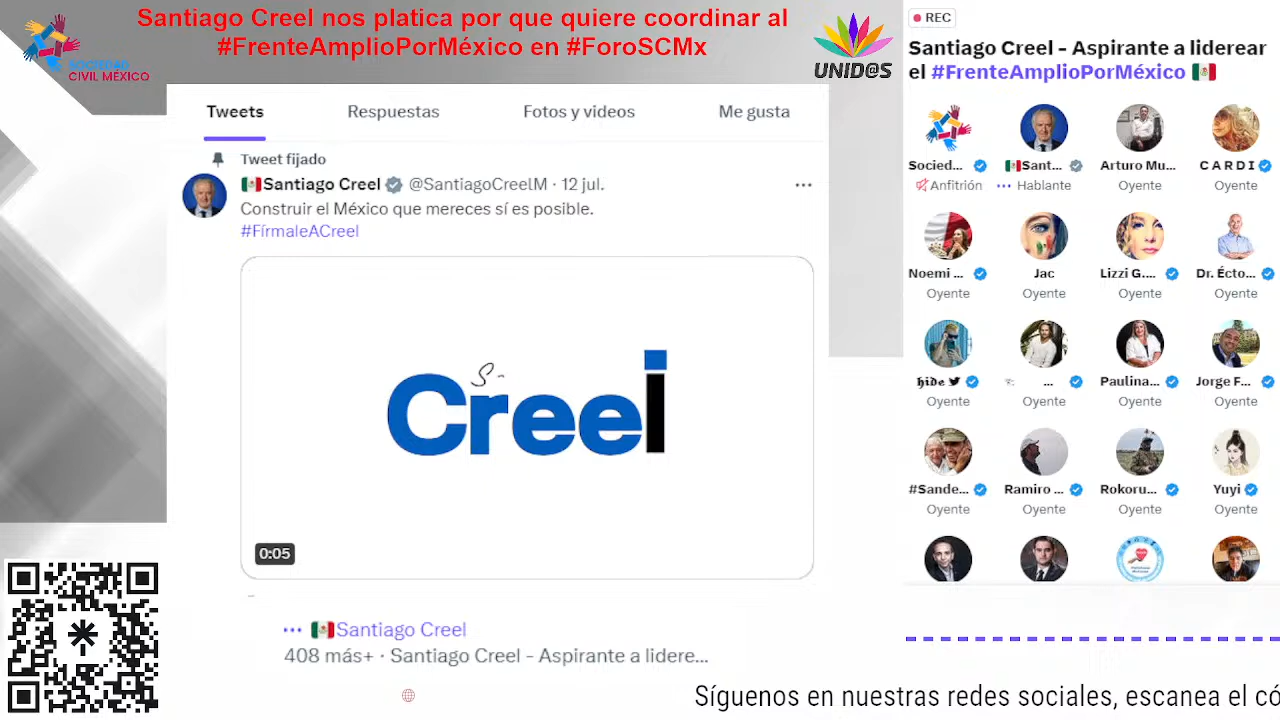 Santiago Creel nos platica por que quiere coordinar al
#FrenteAmplioPorMéxico en #ForoSCMx
SOCIEDAD
CIVIL MÉXICO
UNID@S
Tweets Respuestas Fotos y videos Me gusta
Tweet fijado
Santiago Creel @SantiagoCreelM · 12 jul.
Construir el México que mereces sí es posible.
#FírmaleACreel
Creel
0:05
Santiago Creel
408 más+ · Santiago Creel - Aspirante a lidere...
REC
Santiago Creel - Aspirante a liderear
el #FrenteAmplioPorMéxico
Socied... Sant... Arturo Mu... C A R D I
Anfitrión Hablante Oyente Oyente
Noemi ... Jac Lizzi G.... Dr. Écto...
Oyente Oyente Oyente Oyente
hide ... Paulina... Jorge F...
Oyente Oyente Oyente Oyente
#Sande... Ramiro ... Rokoru... Yuyi
Oyente Oyente Oyente Oyente
Síguenos en nuestras redes sociales, escanea el có